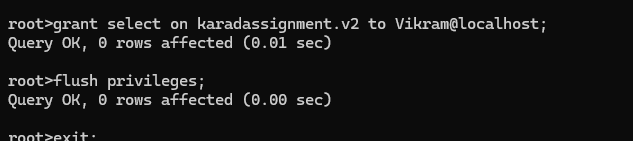 root>grant select on karadassignment.v2 to Vikram@localhost;
Query OK, 0 rows affected (0.01 sec)
root>flush privileges;
Query OK, 0 rows affected (0.00 sec)
root>exit;